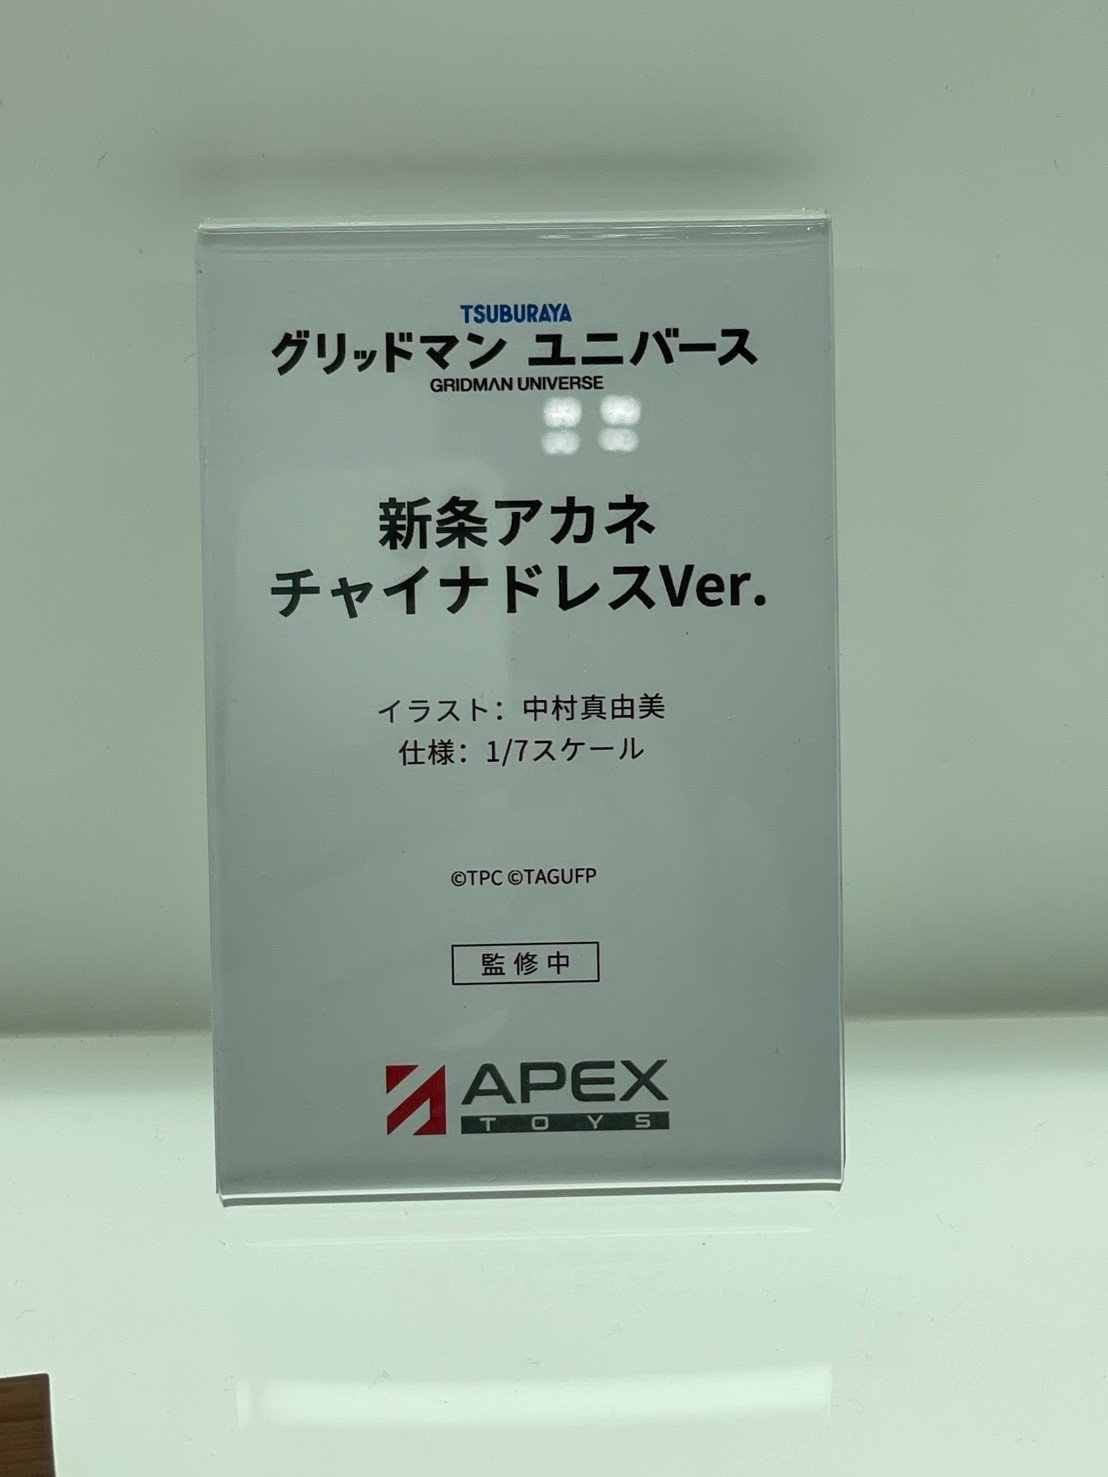 TSUBURAYA
グリッドマン ユニバース
GRIDMAN UNIVERSE
新条アカネ
チャイナドレスVer.
イラスト：中村真由美
仕様：1/7スケール
©TPC ©TAGUFP
監修中
APEX
TOYS